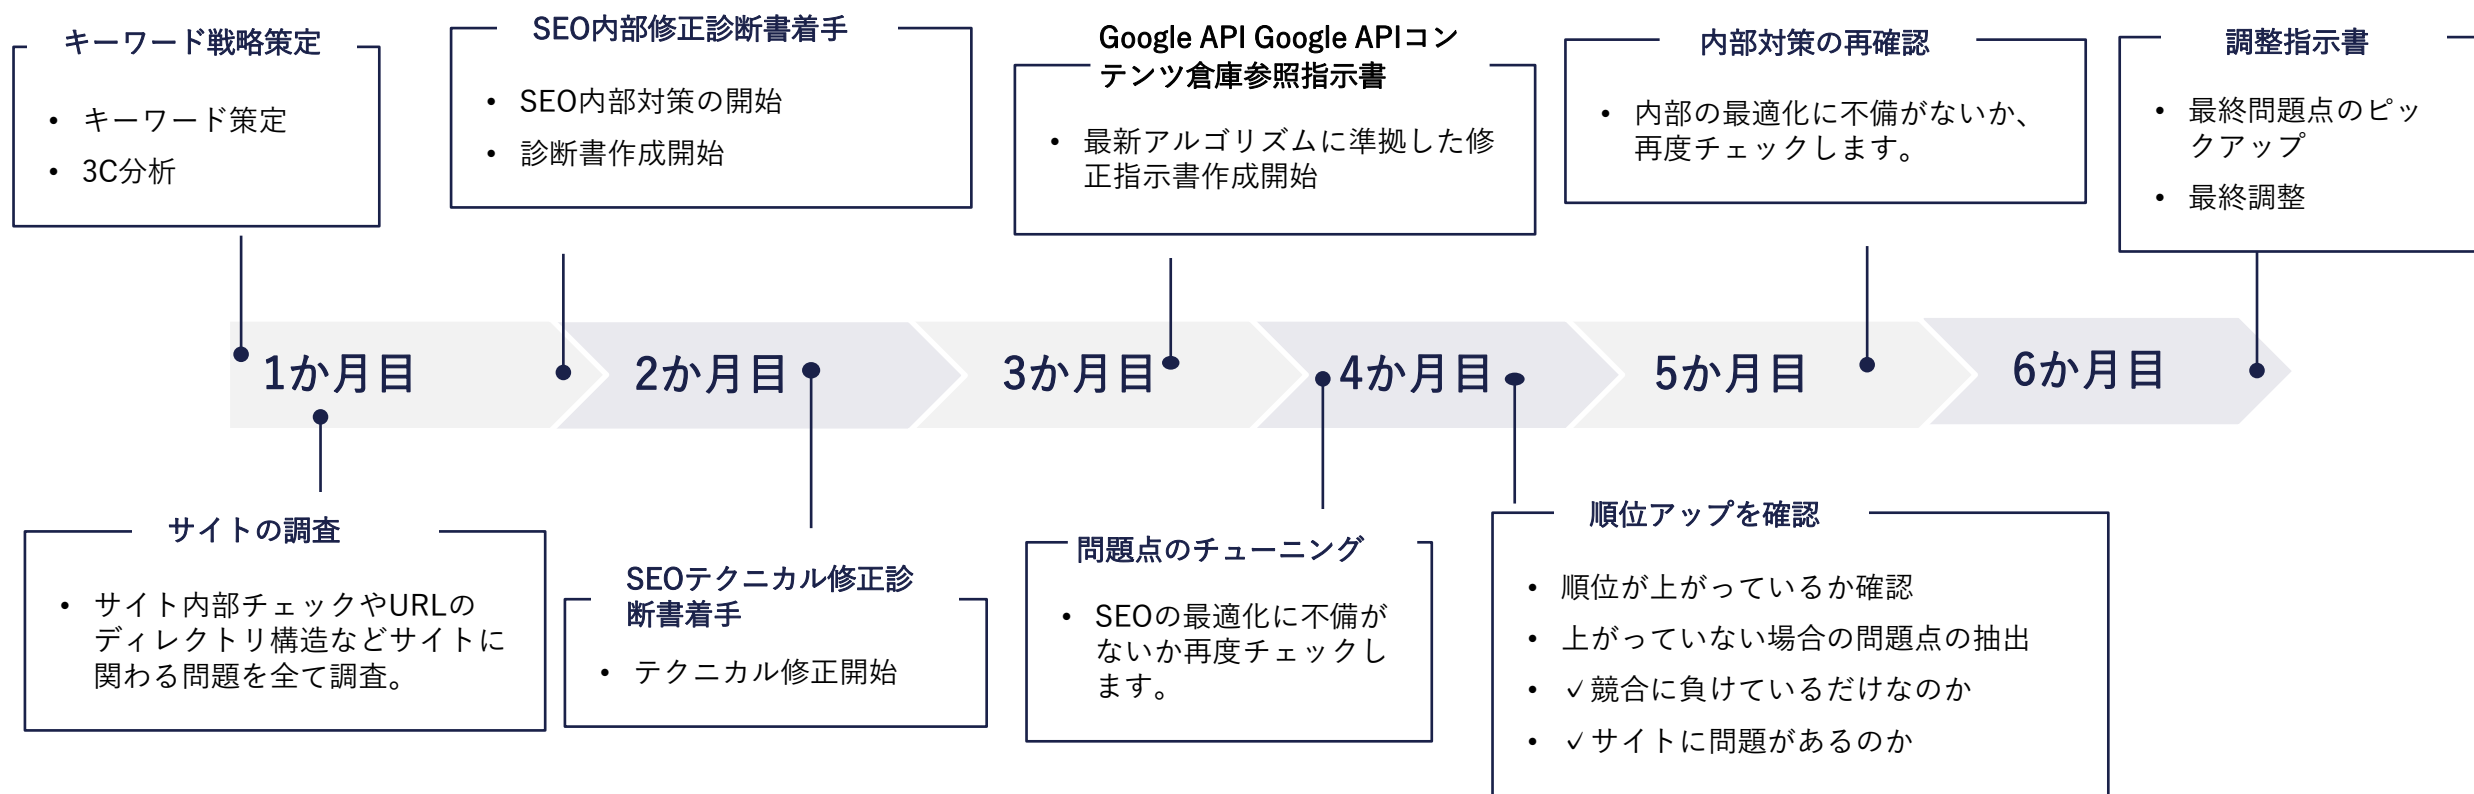 キーワード戦略策定
• キーワード策定
• 3C分析
SEO内部修正診断書着手
• SEO内部対策の開始
• 診断書作成開始
Google API Google APIコン
テンツ倉庫参照指示書
• 最新アルゴリズムに準拠した修
正指示書作成開始
内部対策の再確認
• 内部の最適化に不備がないか、
再度チェックします。
調整指示書
• 最終問題点のピッ
クアップ
• 最終調整
1か月目
2か月目
3か月目
4か月目
5か月目
6か月目
サイトの調査
• サイト内部チェックやURLの
ディレクトリ構造などサイトに
関わる問題を全て調査。
SEOテクニカル修正診
断書着手
• テクニカル修正開始
問題点のチューニング
• SEOの最適化に不備が
ないか再度チェックし
ます。
順位アップを確認
• 順位が上がっているか確認
• 上がっていない場合の問題点の抽出
• ✓競合に負けているだけなのか
• ✓サイトに問題があるのか